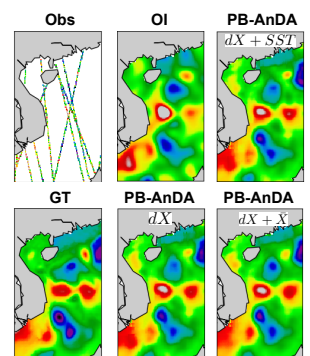 Obs OI PB-AnDA
dX + SST
GT PB-AnDA PB-AnDA
dX dX + X̄